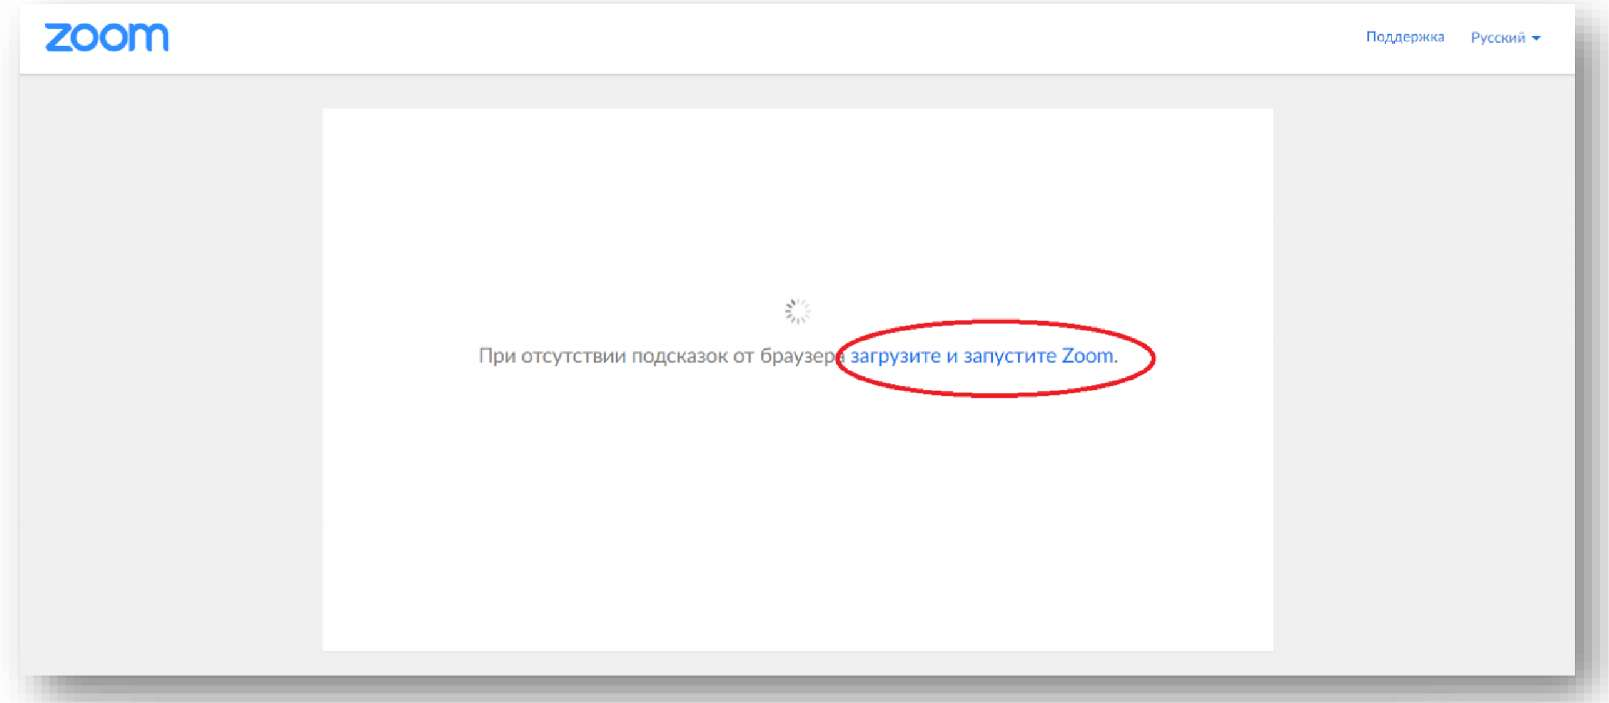 zoom
Поддержка Русский
При отсутствии подсказок от браузера загрузите и запустите Zoom.